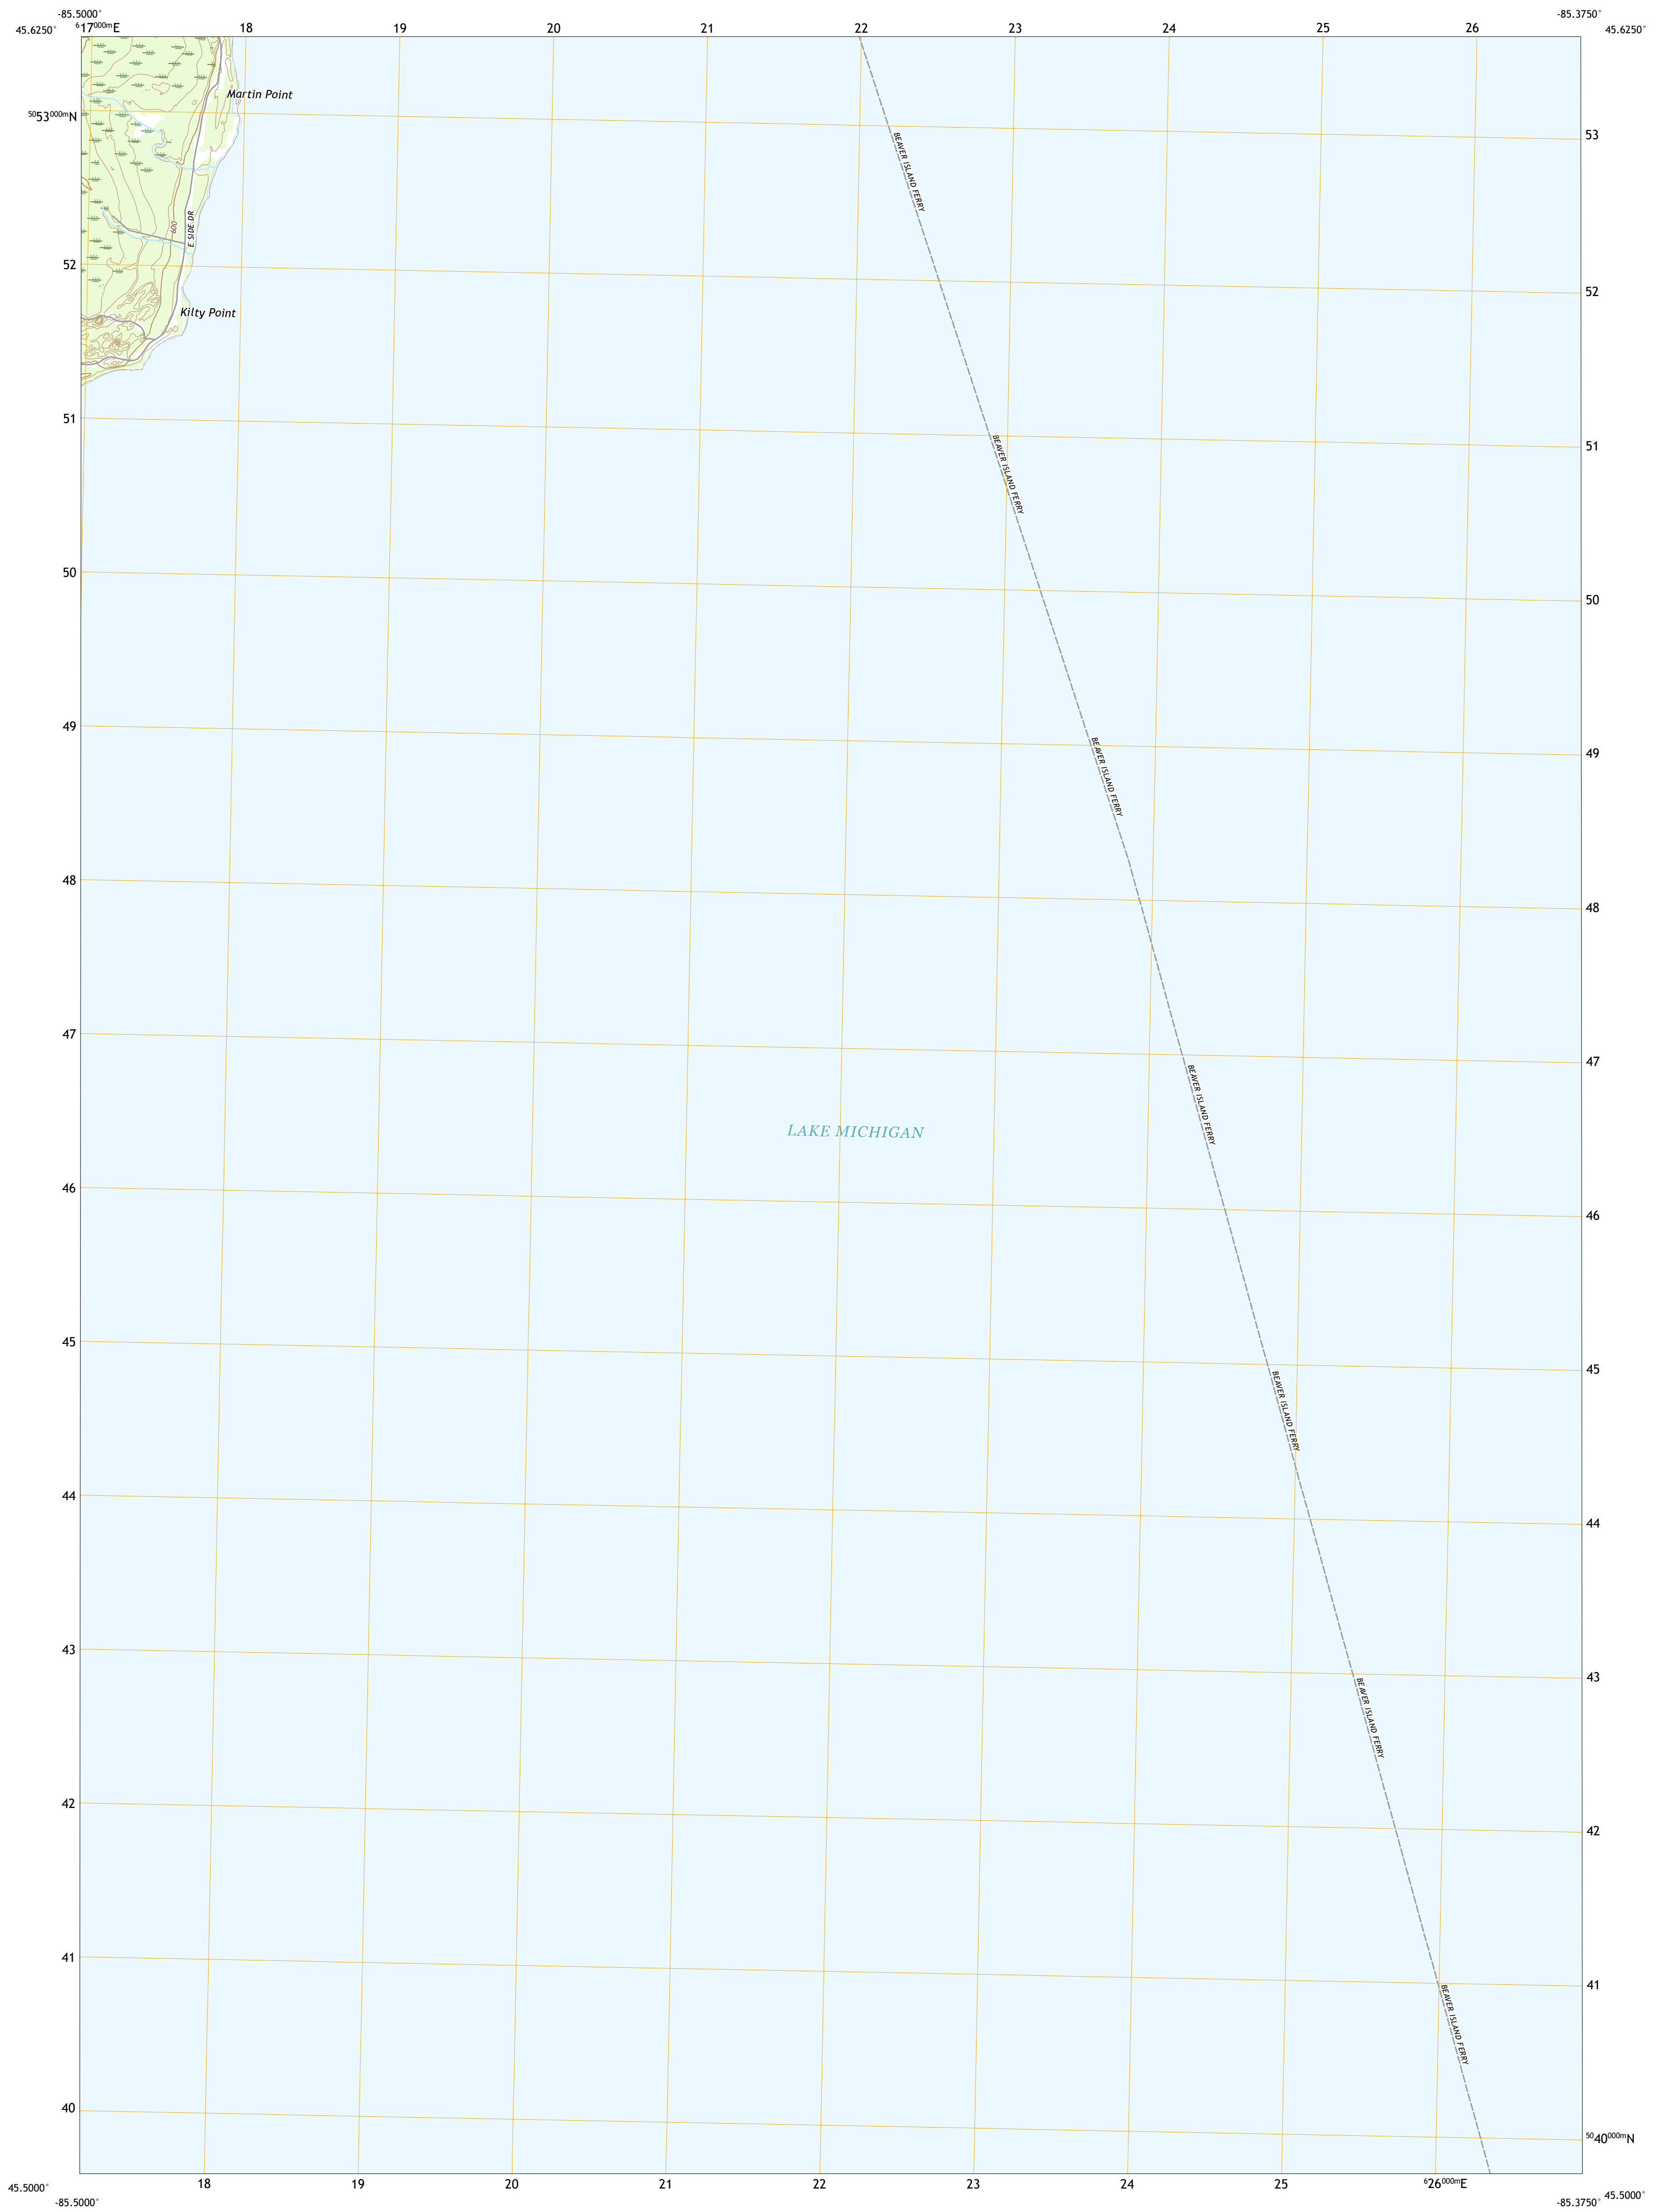 -85.5000° -85.3750°
45.6250° ⁶17⁰⁰⁰ᵐE 18 19 20 21 22 23 24 25 26 45.6250°
Martin Point
⁵⁰53⁰⁰⁰ᵐN 53
BEAVER ISLAND FERRY
600
E SIDE DR
52 52
Kilty Point
51 51
BEAVER ISLAND FERRY
50 50
49 49
BEAVER ISLAND FERRY
48 48
47 47
BEAVER ISLAND FERRY
LAKE MICHIGAN
46 46
45 45
BEAVER ISLAND FERRY
44 44
43 43
BEAVER ISLAND FERRY
42 42
41 41
BEAVER ISLAND FERRY
40 ⁵⁰40⁰⁰⁰ᵐN
45.5000° 18 19 20 21 22 23 24 25 ⁶26⁰⁰⁰ᵐE 45.5000°
-85.5000° -85.3750°